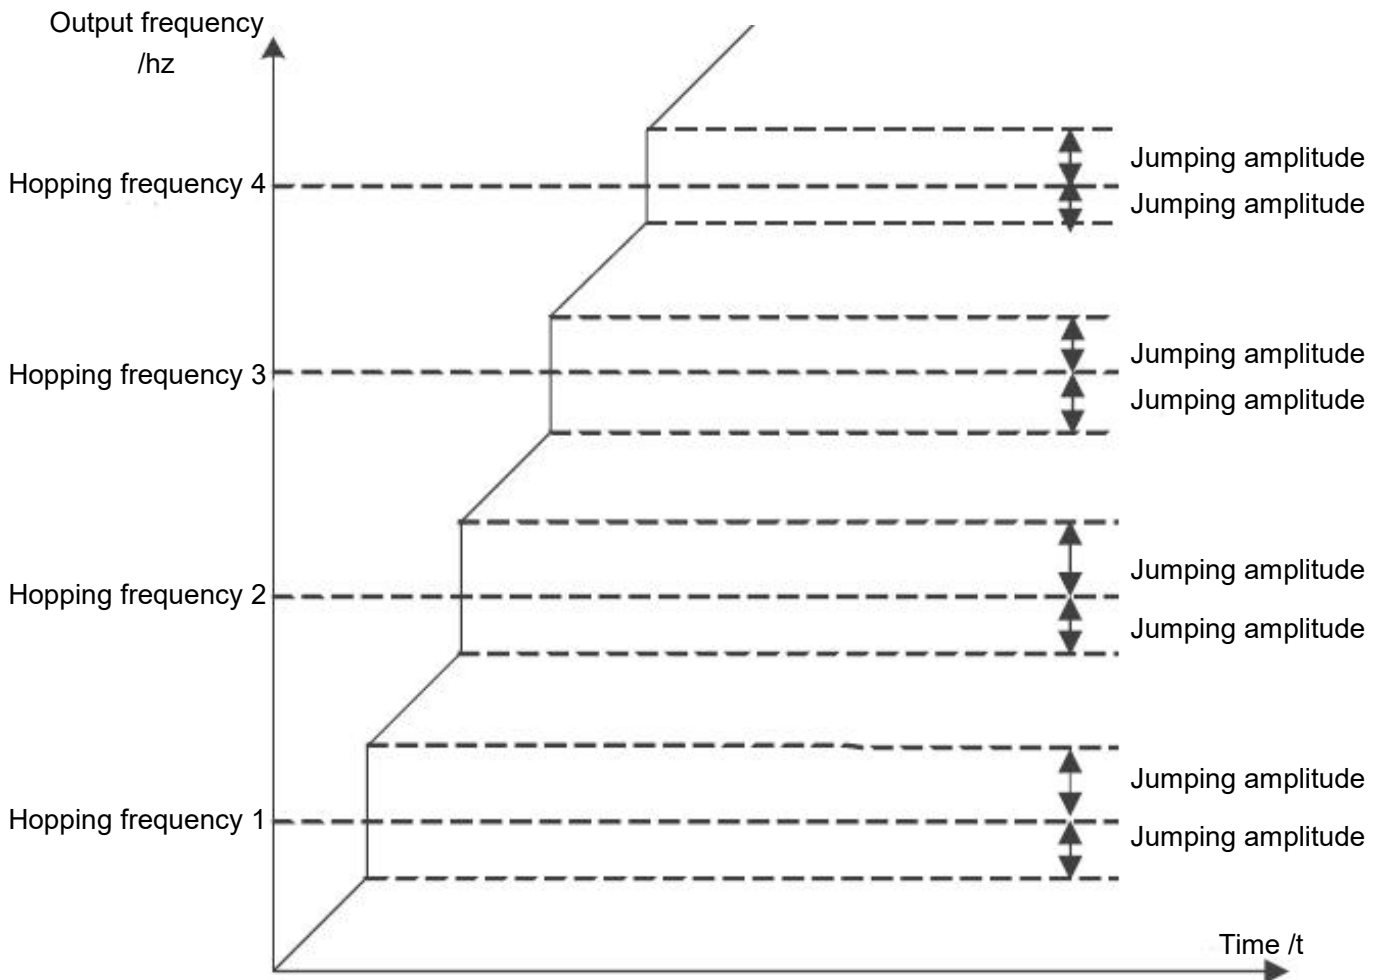 Output frequency
/hz
Jumping amplitude
Hopping frequency 4
Jumping amplitude
Jumping amplitude
Hopping frequency 3
Jumping amplitude
Jumping amplitude
Hopping frequency 2
Jumping amplitude
Jumping amplitude
Hopping frequency 1
Jumping amplitude
Time /t